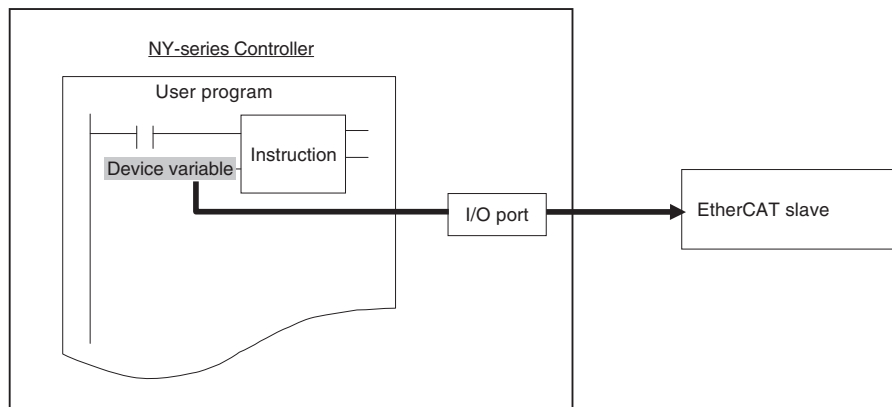 NY-series Controller
User program
Instruction
Device variable
I/O port
EtherCAT slave